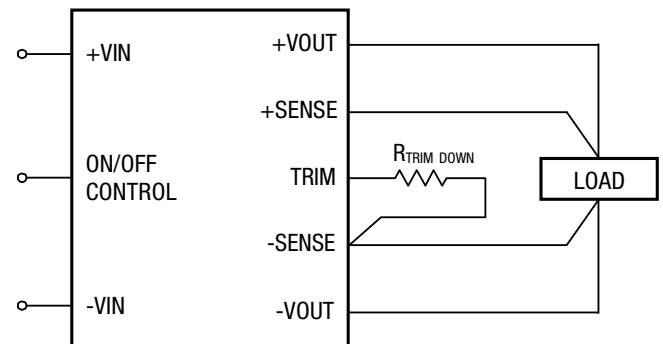 +VIN
ON/OFF
CONTROL
-VIN
+VOUT
+SENSE
TRIM
-SENSE
-VOUT
RTRIM DOWN
LOAD